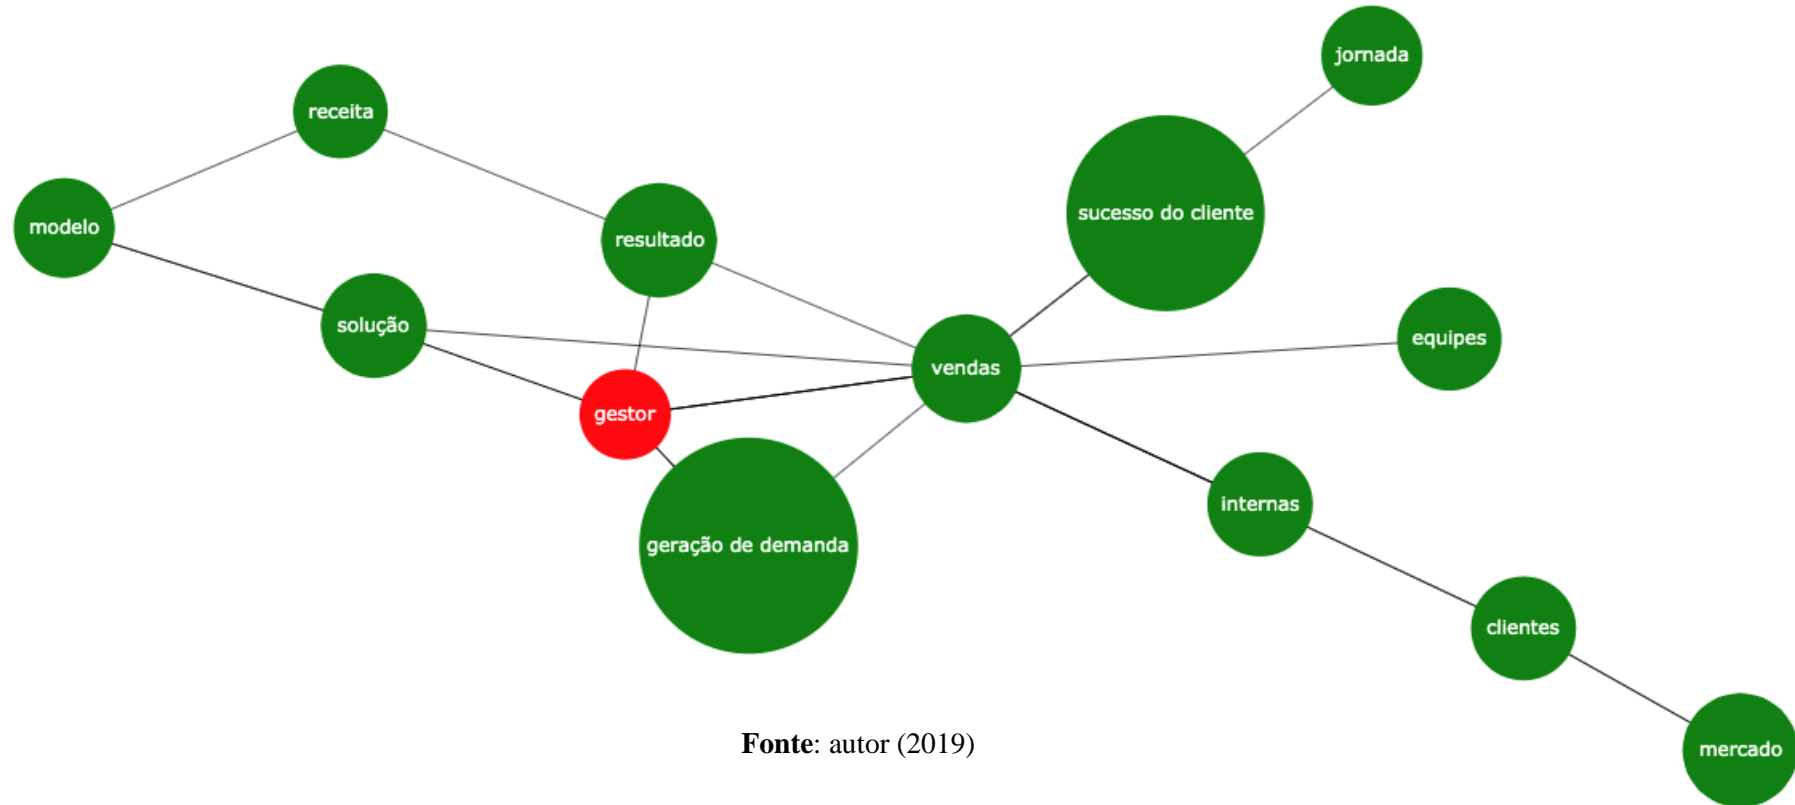 jornada
receita
sucesso do cliente
modelo
resultado
solução
equipes
vendas
gestor
internas
geração de demanda
clientes
Fonte: autor (2019)
mercado